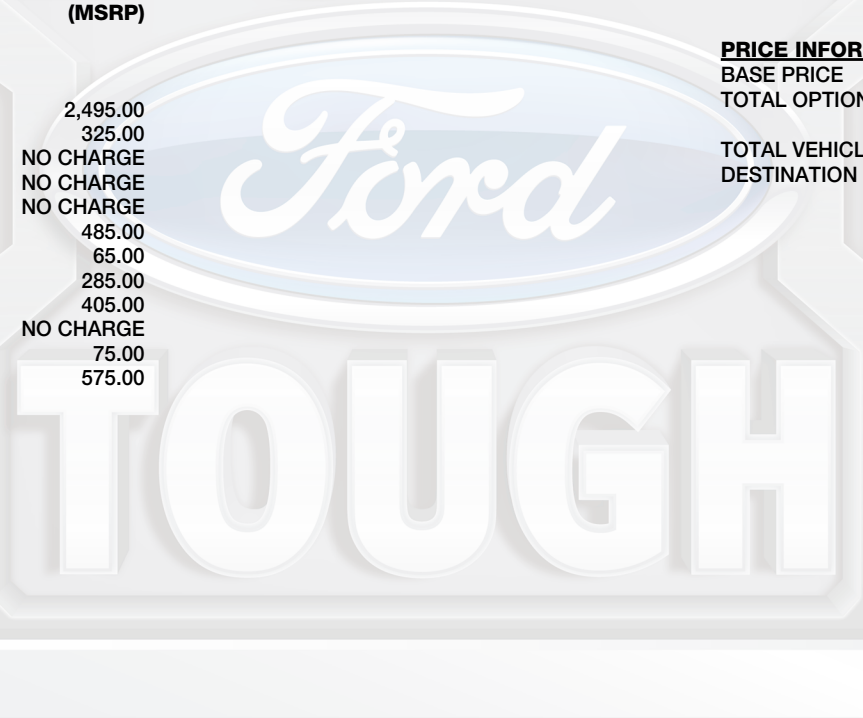 (MSRP)
2,495.00
325.00
NO CHARGE
NO CHARGE
NO CHARGE
485.00
65.00
285.00
405.00
NO CHARGE
75.00
575.00
PRICE INFOR
BASE PRICE
TOTAL OPTION
TOTAL VEHICL
DESTINATION
Ford
TOUGH